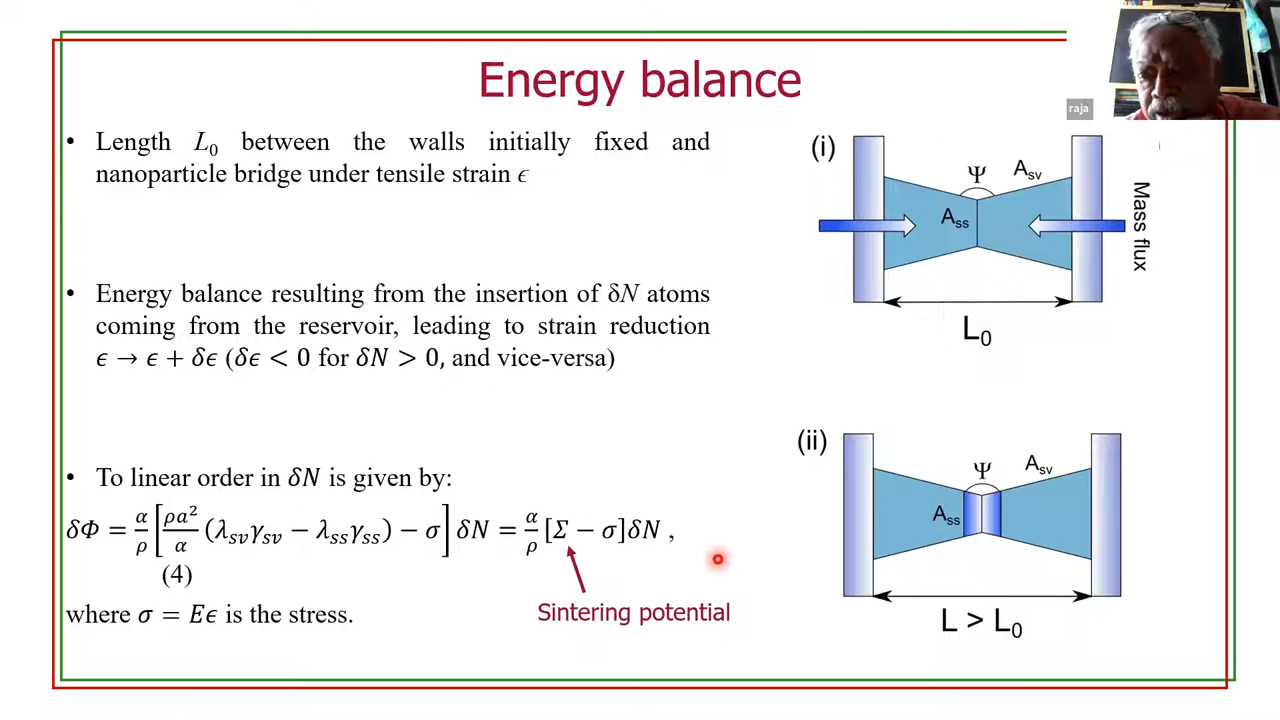 Energy balance
raja
• Length L₀ between the walls initially fixed and
nanoparticle bridge under tensile strain ϵ
• Energy balance resulting from the insertion of δN atoms
coming from the reservoir, leading to strain reduction
ϵ → ϵ + δϵ (δϵ < 0 for δN > 0, and vice-versa)
• To linear order in δN is given by:
δΦ = α/ρ [ρa²/α (λsvγsv − λssγss) − σ] δN = α/ρ [Σ − σ]δN ,
(4)
where σ = Eϵ is the stress.
Sintering potential
(i)
Ψ
Asv
Ass
Mass flux
L₀
(ii)
Ψ
Asv
Ass
L > L₀